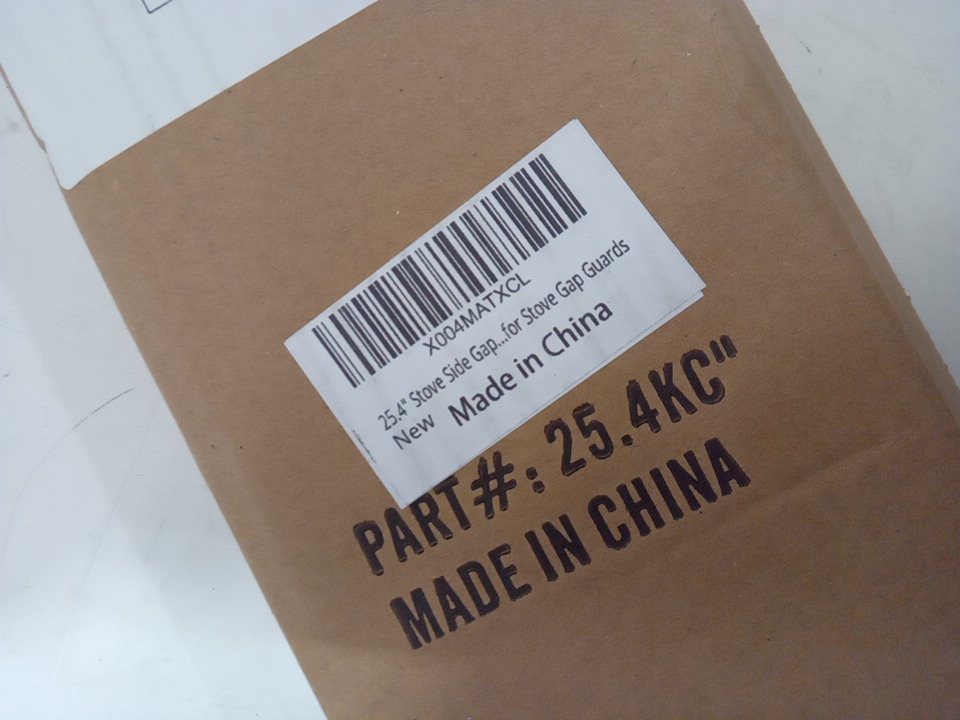 X004MATXCL
25.4" Stove Side Gap...for Stove Gap Guards
New Made in China
PART#: 25.4KC"
MADE IN CHINA